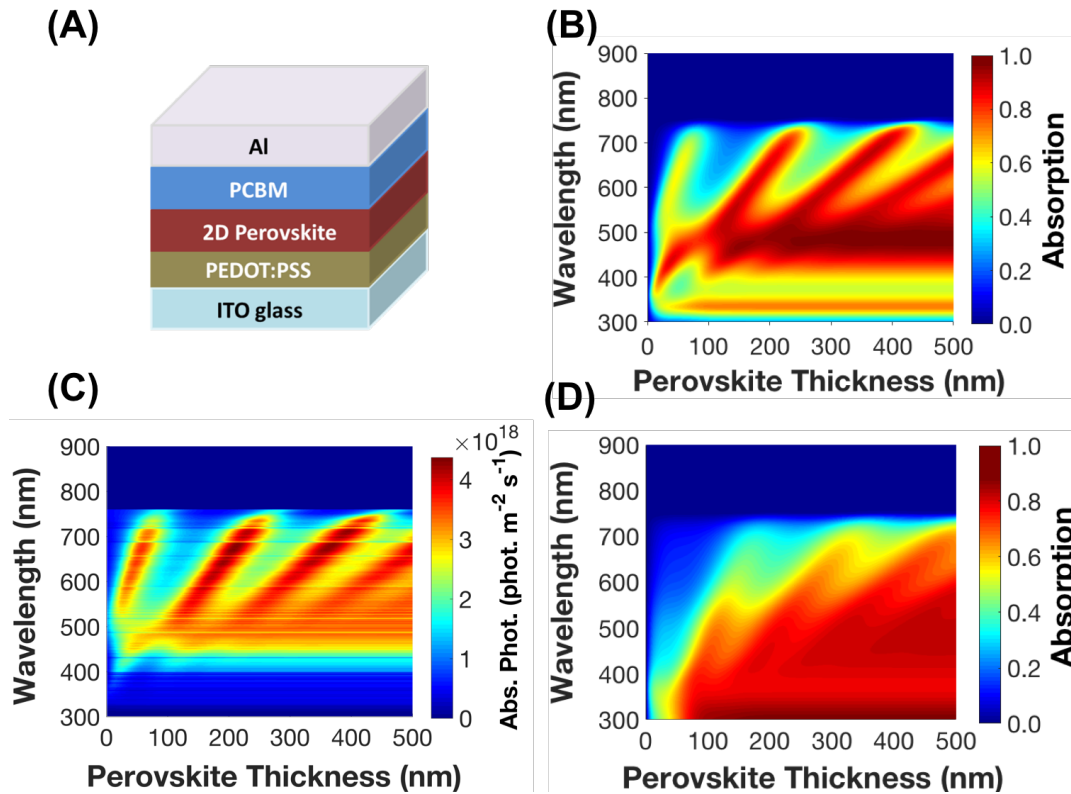 (A)
Al
PCBM
2D Perovskite
PEDOT:PSS
ITO glass
(B)
Wavelength (nm)
900
800
700
600
500
400
300
0 100 200 300 400 500
Perovskite Thickness (nm)
1.0
0.8
0.6
0.4
0.2
0.0
Absorption
(C)
Wavelength (nm)
900
800
700
600
500
400
300
0 100 200 300 400 500
Perovskite Thickness (nm)
×10¹⁸
4
3
2
1
0
Abs. Phot. (phot. m⁻² s⁻¹)
(D)
Wavelength (nm)
900
800
700
600
500
400
300
0 100 200 300 400 500
Perovskite Thickness (nm)
1.0
0.8
0.6
0.4
0.2
0.0
Absorption